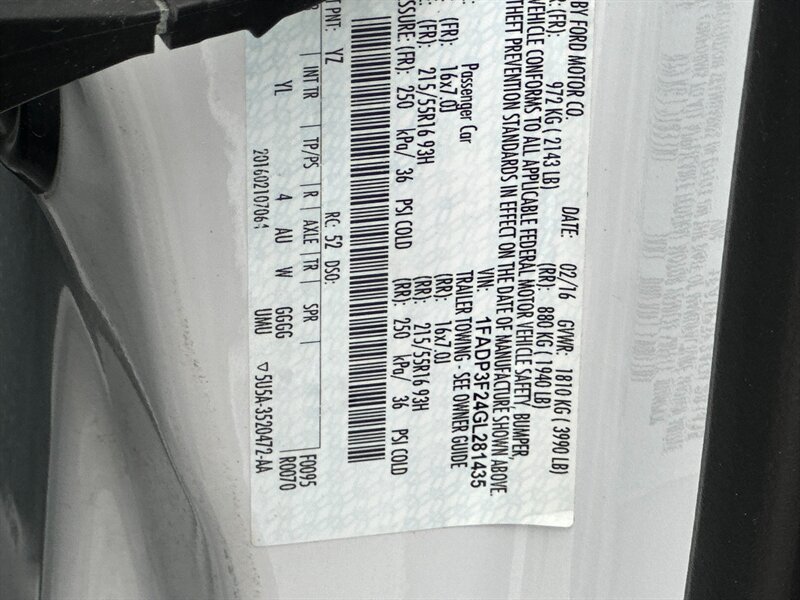 BY FORD MOTOR CO.
DATE: 02/16 GVWR: 1810 KG ( 3990 LB)
(FR): 972 KG ( 2143 LB) (RR): 880 KG ( 1940 LB)
VEHICLE CONFORMS TO ALL APPLICABLE FEDERAL MOTOR VEHICLE SAFETY, BUMPER,
THEFT PREVENTION STANDARDS IN EFFECT ON THE DATE OF MANUFACTURE SHOWN ABOVE.
VIN: 1FADP3F24GL281435
Passenger Car TRAILER TOWING - SEE OWNER GUIDE
(FR): 16x7.0J (RR): 16x7.0J
(FR): 215/55R16 93H (RR): 215/55R16 93H
(FR): 250 kPa/ 36 PSI COLD (RR): 250 kPa/ 36 PSI COLD
PNT: YZ RC: 52 DSO:
INT TR TP/PS R AXLE TR SPR F0095
YL 4 AU W GGGG R0070
UMU
5U5A-3520472-AA